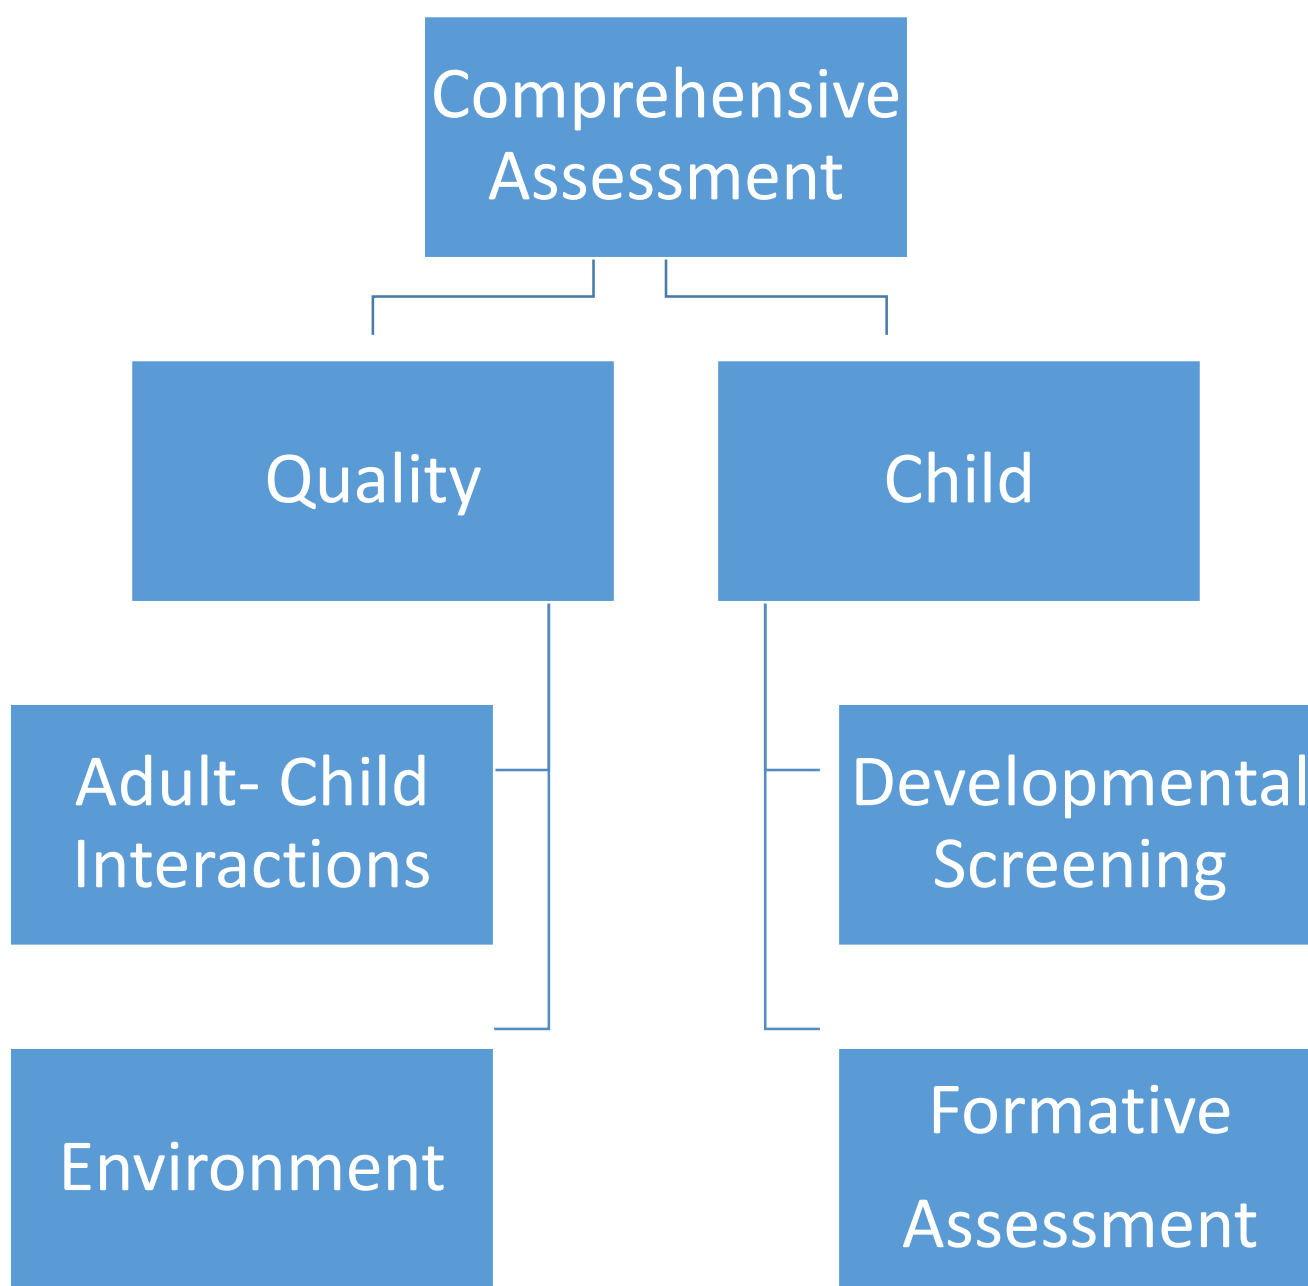 Comprehensive
Assessment
Quality
Child
Adult- Child
Interactions
Developmental
Screening
Environment
Formative
Assessment